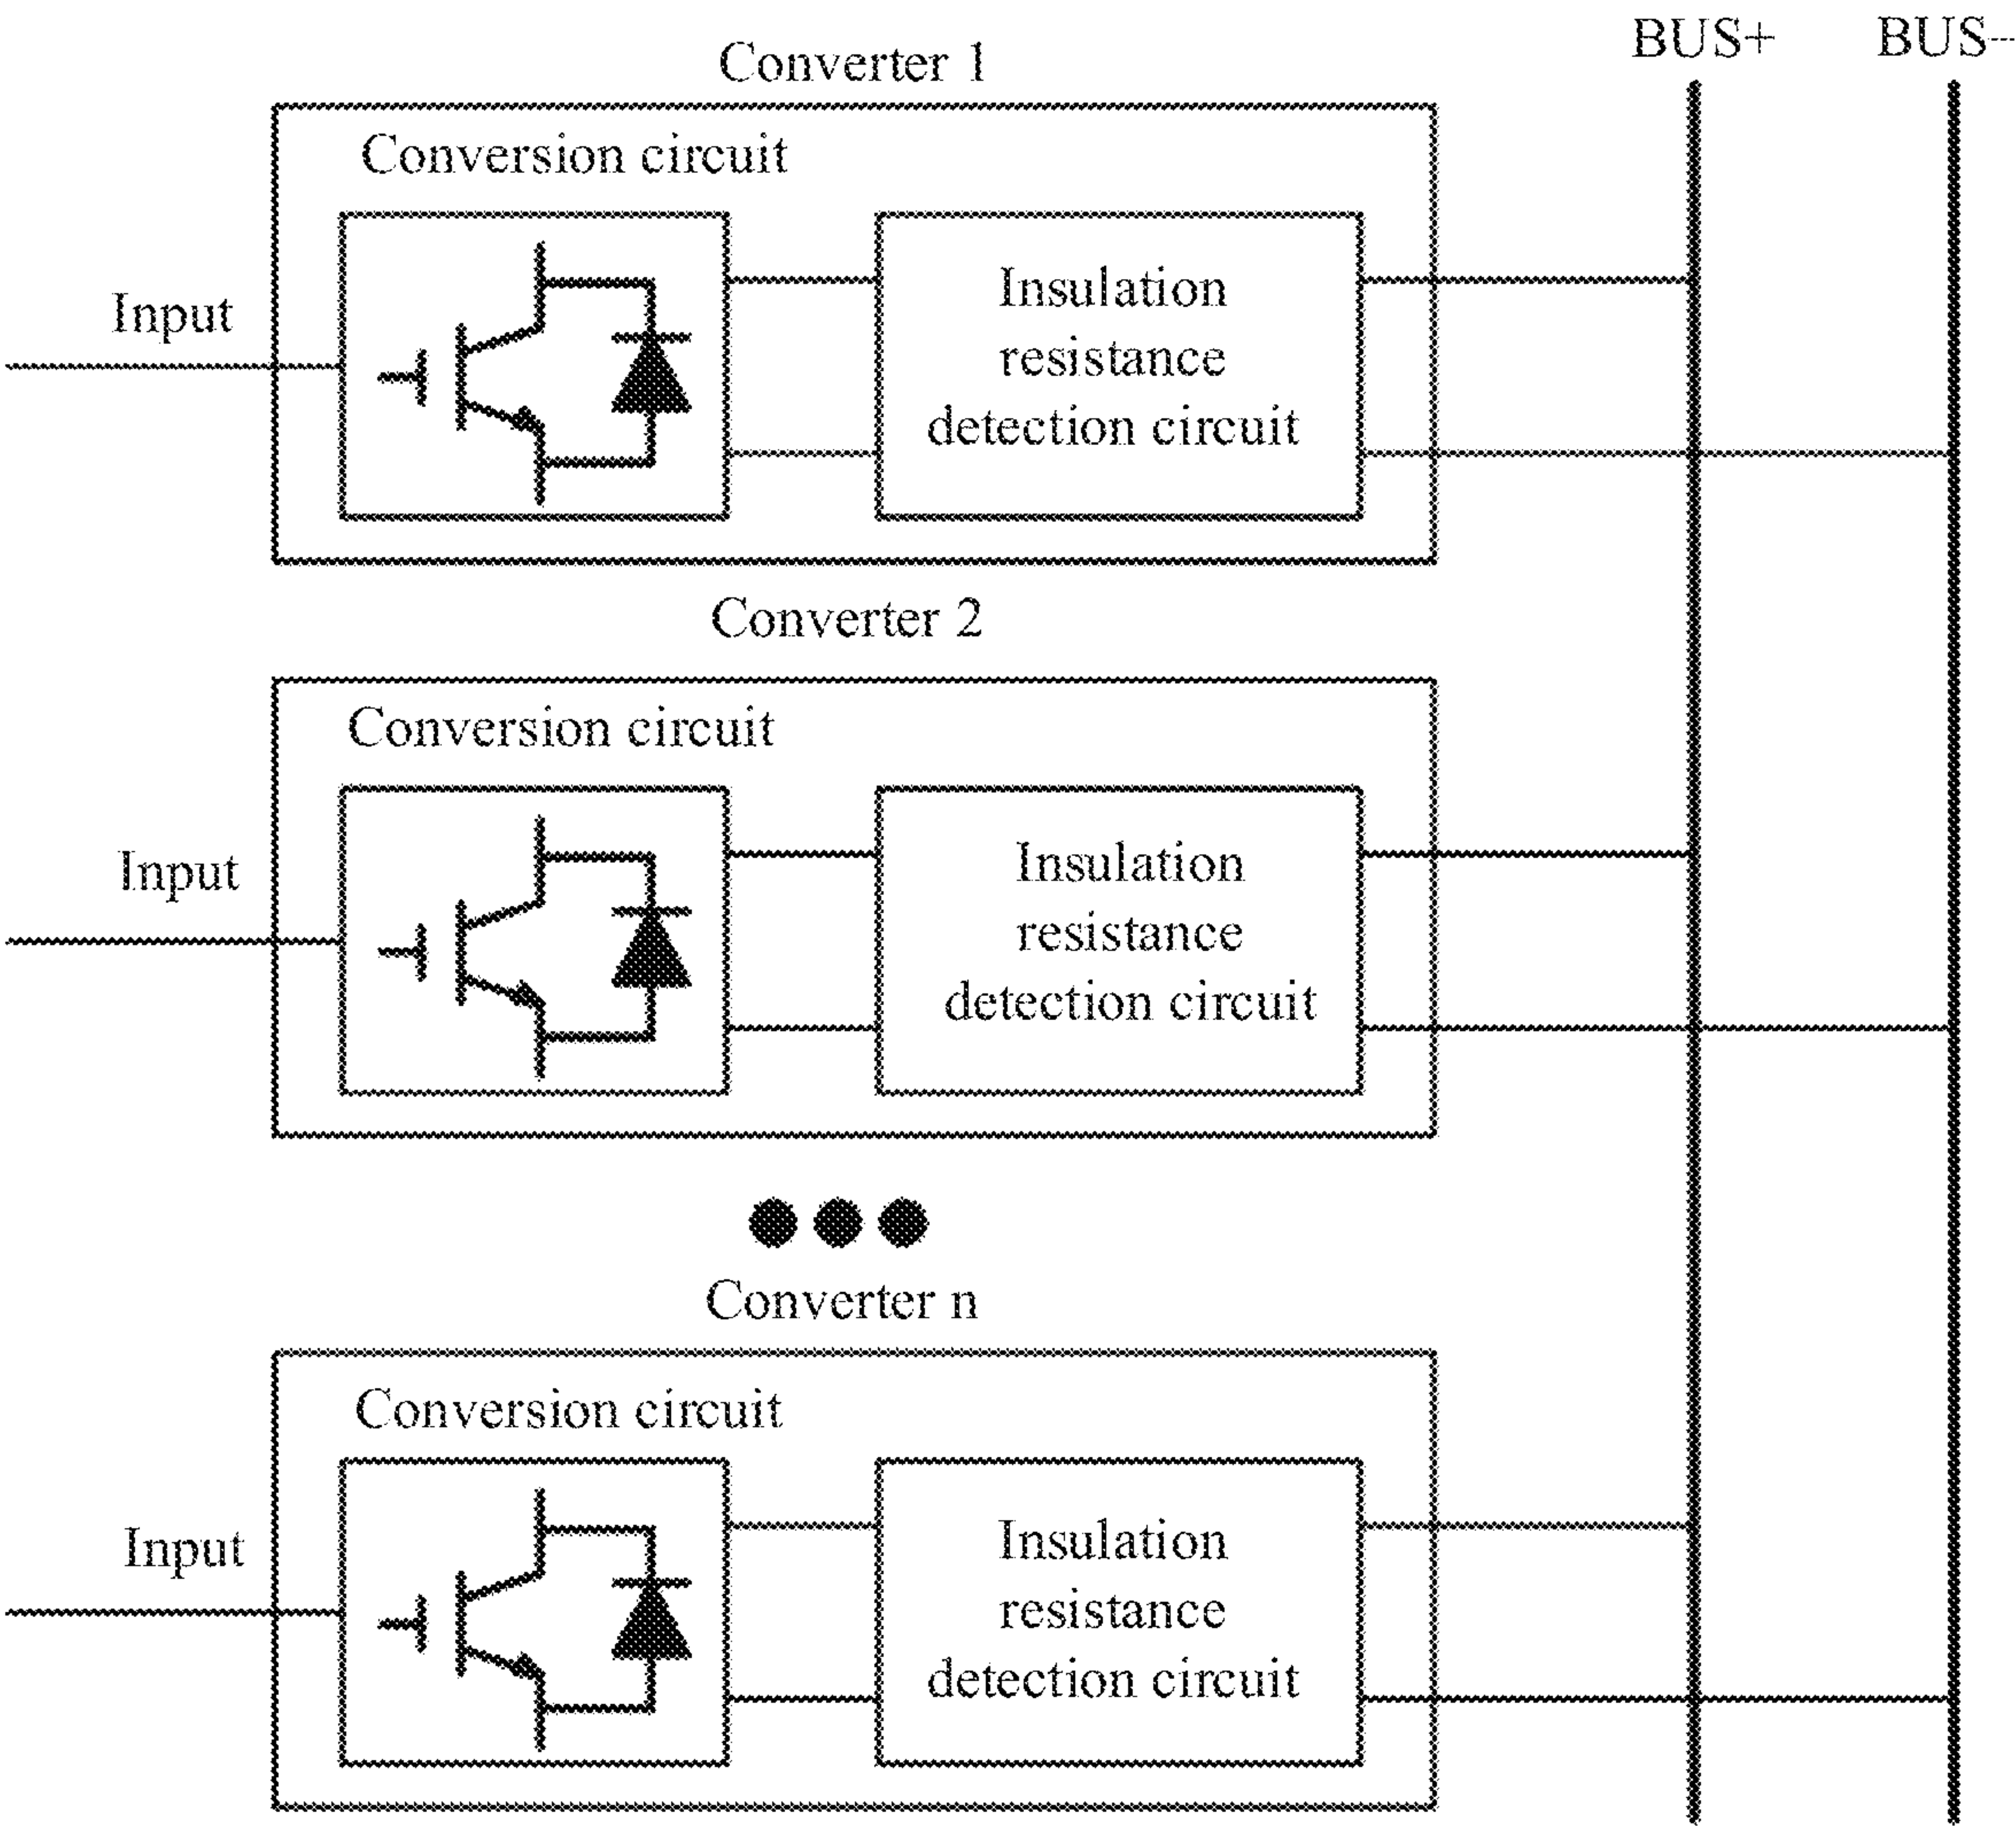 BUS+ BUS-
Converter 1
Conversion circuit
Input
Insulation
resistance
detection circuit
Converter 2
Conversion circuit
Input
Insulation
resistance
detection circuit
Converter n
Conversion circuit
Input
Insulation
resistance
detection circuit